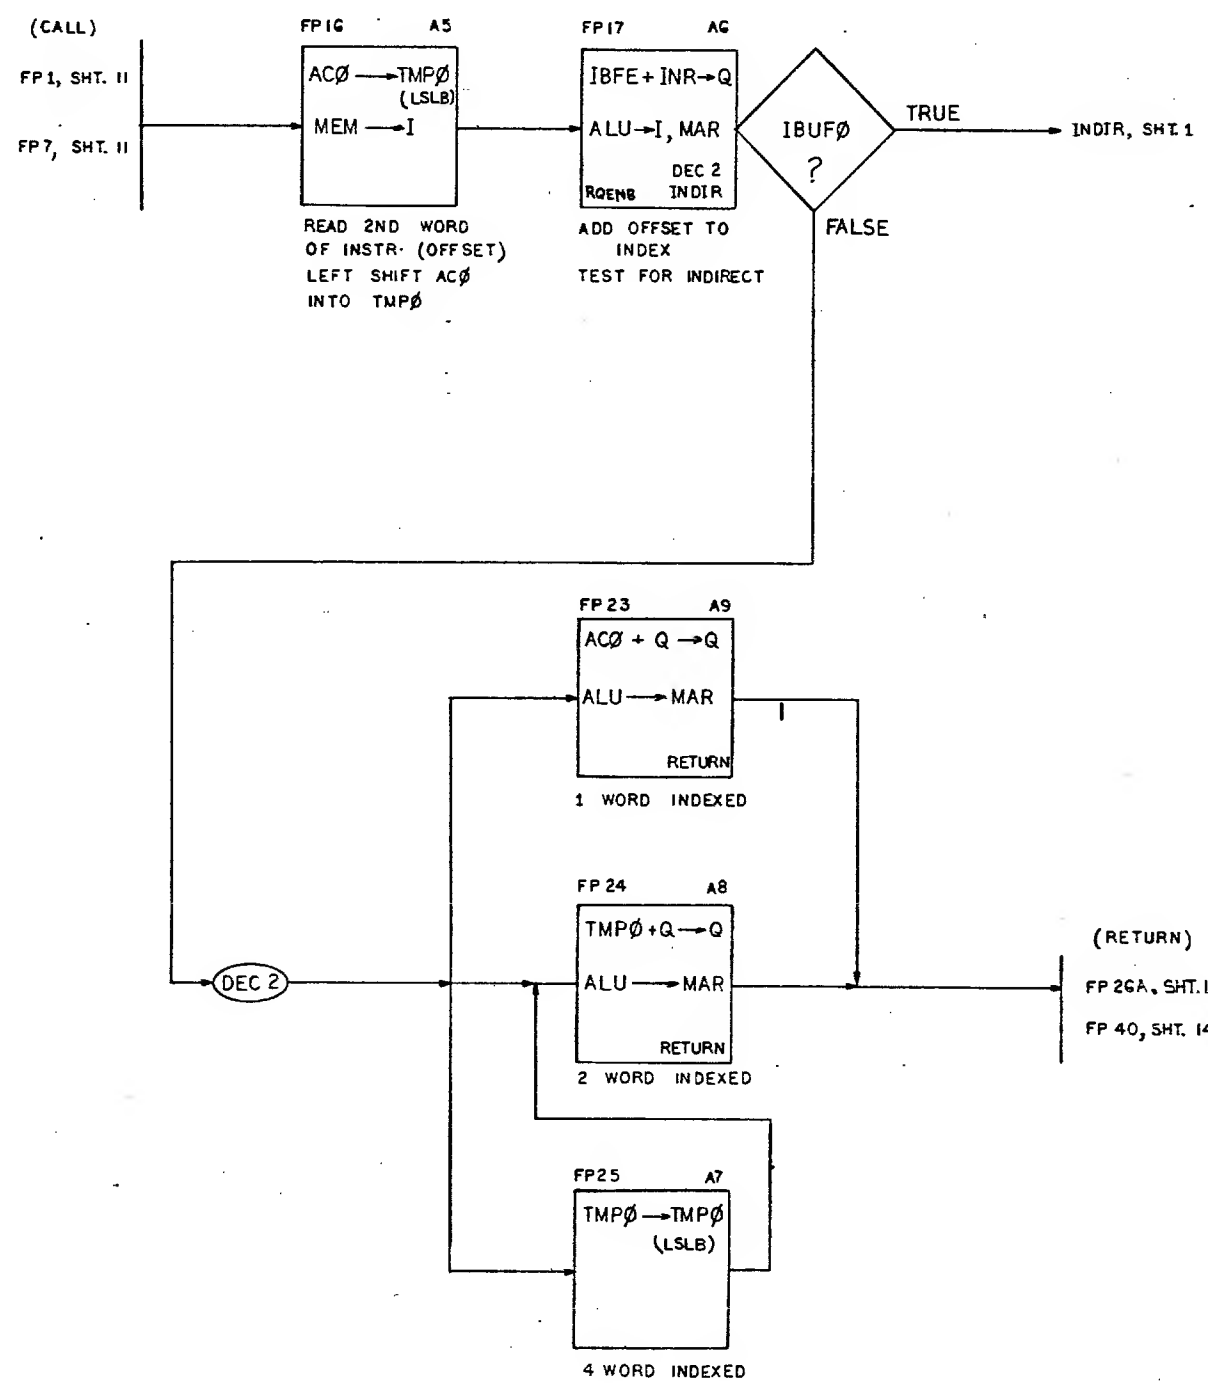 (CALL)
FP1, SHT. 11
FP7, SHT. 11
FP16 A5
ACØ → TMPØ
(LSLB)
MEM → I
READ 2ND WORD
OF INSTR. (OFFSET)
LEFT SHIFT ACØ
INTO TMPØ
FP17 A6
IBFE + INR → Q
ALU → I, MAR
DEC 2
RQENB INDIR
ADD OFFSET TO
INDEX
TEST FOR INDIRECT
IBUFØ
?
TRUE
INDIR, SHT. 1
FALSE
FP23 A9
ACØ + Q → Q
ALU → MAR
RETURN
1 WORD INDEXED
FP24 A8
TMPØ + Q → Q
ALU → MAR
RETURN
2 WORD INDEXED
DEC 2
(RETURN)
FP26A, SHT. 1
FP40, SHT. 14
FP25 A7
TMPØ → TMPØ
(LSLB)
4 WORD INDEXED